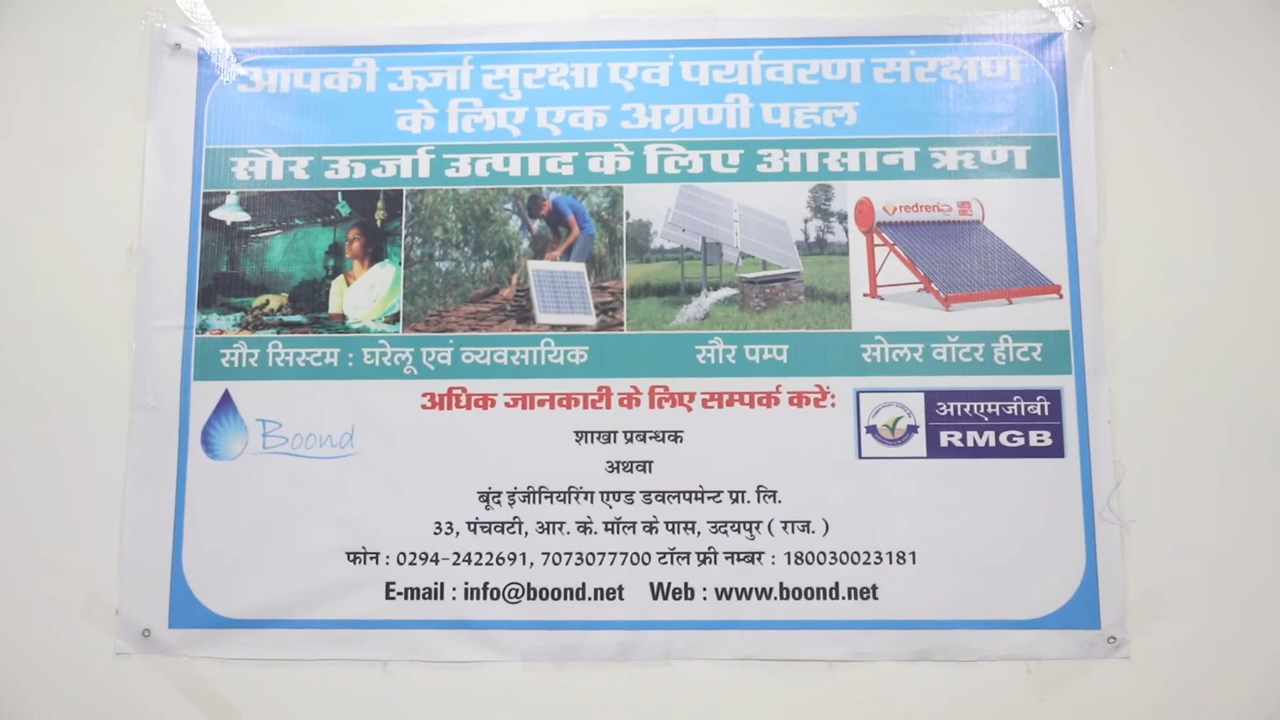 आपकी ऊर्जा सुरक्षा एवं पर्यावरण संरक्षण
के लिए एक अग्रणी पहल
सौर ऊर्जा उत्पाद के लिए आसान ऋण
redren
सौर सिस्टम : घरेलू एवं व्यवसायिक
सौर पम्प
सोलर वॉटर हीटर
अधिक जानकारी के लिए सम्पर्क करें:
Boond
आरएमजीबी
RMGB
शाखा प्रबन्धक
अथवा
बूंद इंजीनियरिंग एण्ड डवलपमेन्ट प्रा. लि.
33, पंचवटी, आर. के. मॉल के पास, उदयपुर ( राज. )
फोन : 0294-2422691, 7073077700 टॉल फ्री नम्बर : 180030023181
E-mail : info@boond.net Web : www.boond.net